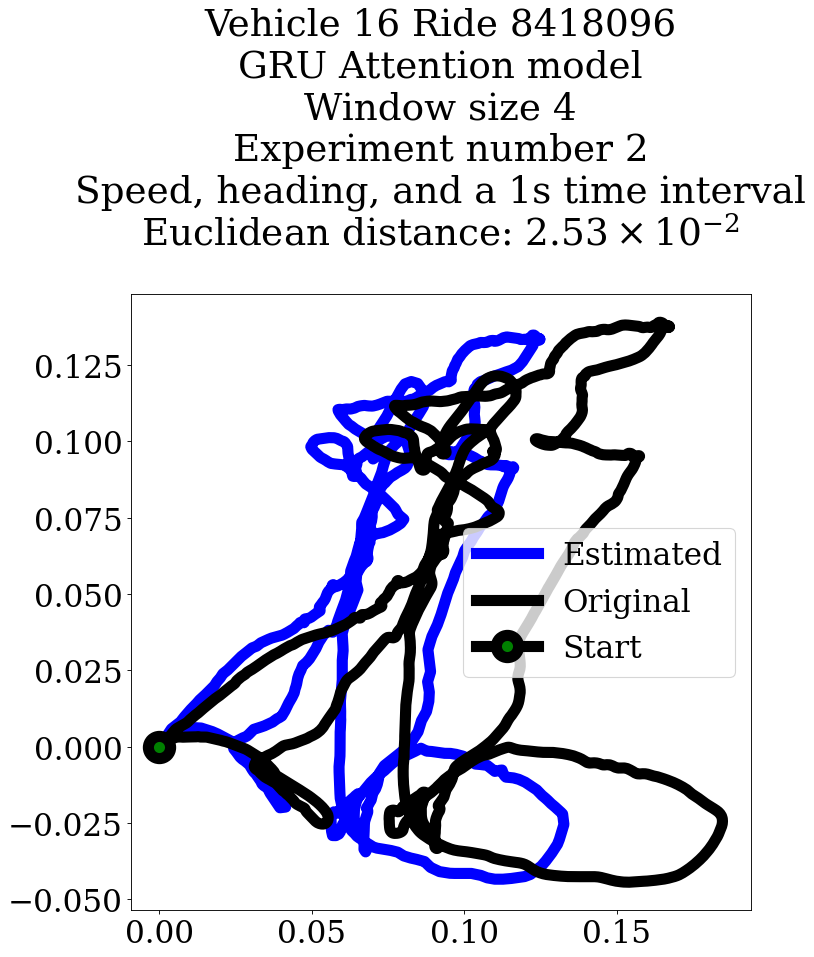 Vehicle 16 Ride 8418096
GRU Attention model
Window size 4
Experiment number 2
Speed, heading, and a 1s time interval
Euclidean distance: 2.53 × 10⁻²
0.125
0.100
0.075
0.050
0.025
0.000
−0.025
−0.050
Estimated
Original
Start
0.00 0.05 0.10 0.15